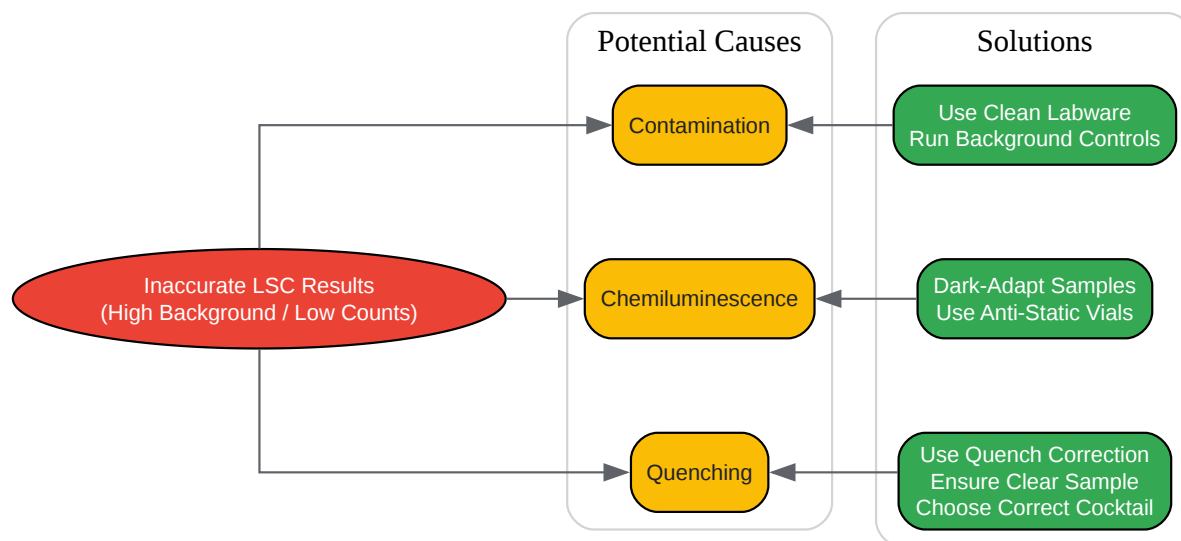 Potential Causes
Solutions
Contamination
Use Clean Labware
Run Background Controls
Inaccurate LSC Results
(High Background / Low Counts)
Chemiluminescence
Dark-Adapt Samples
Use Anti-Static Vials
Quenching
Use Quench Correction
Ensure Clear Sample
Choose Correct Cocktail